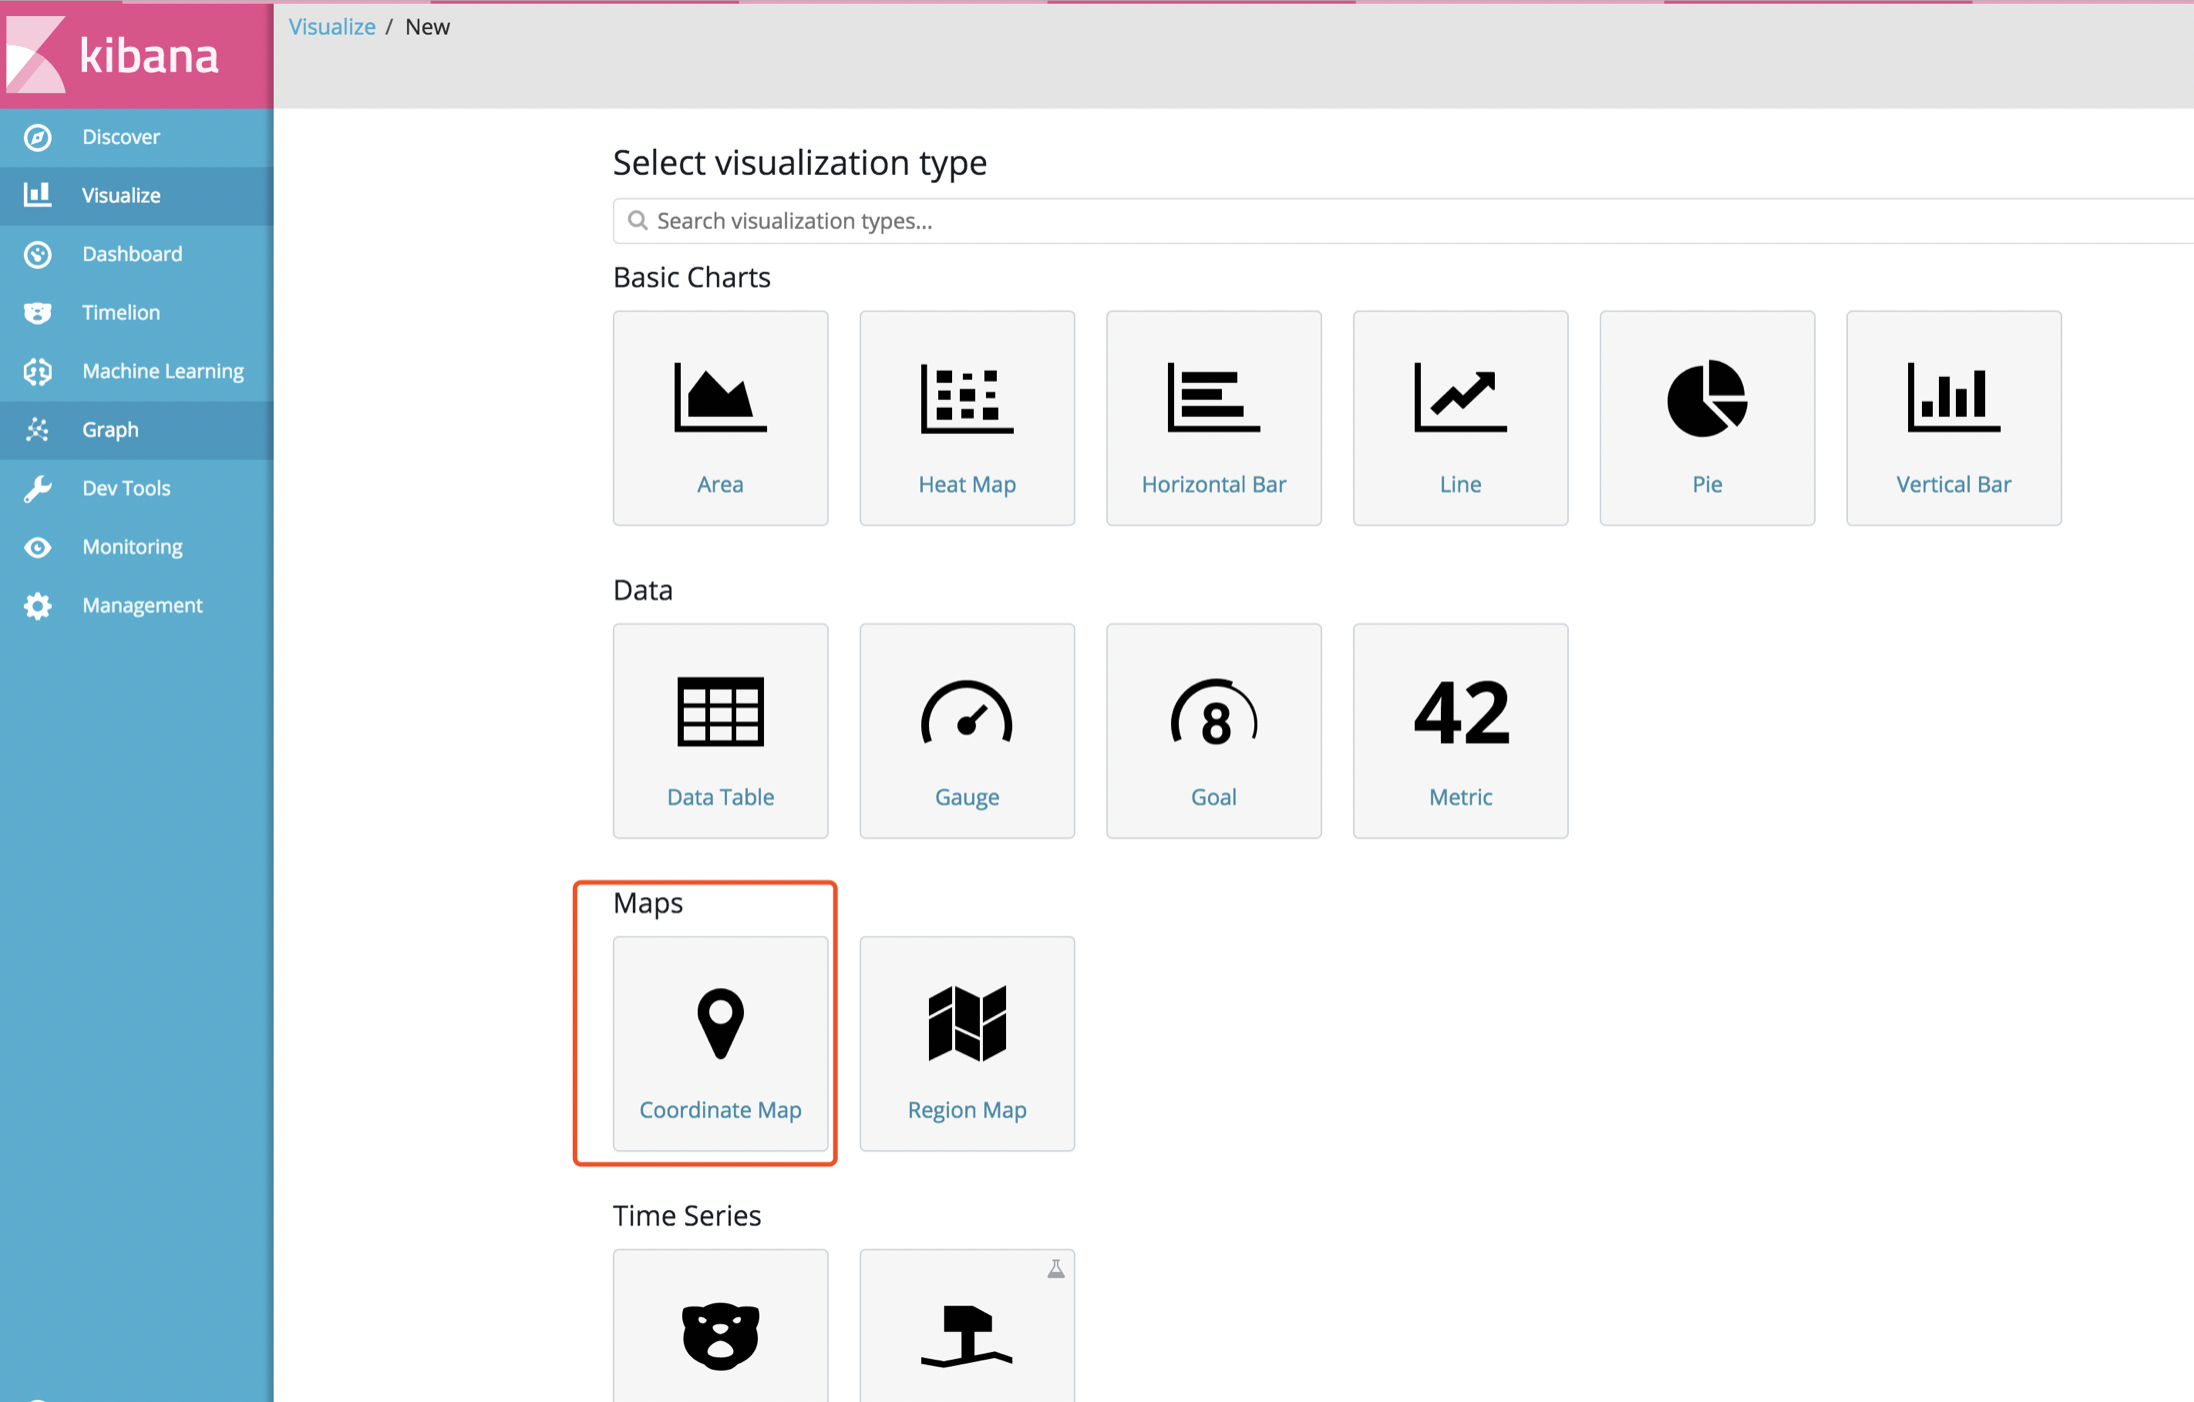 kibana
Visualize / New
Discover
Visualize
Dashboard
Timelion
Machine Learning
Graph
Dev Tools
Monitoring
Management
Select visualization type
Search visualization types...
Basic Charts
Area
Heat Map
Horizontal Bar
Line
Pie
Vertical Bar
Data
8
42
Data Table
Gauge
Goal
Metric
Maps
Coordinate Map
Region Map
Time Series